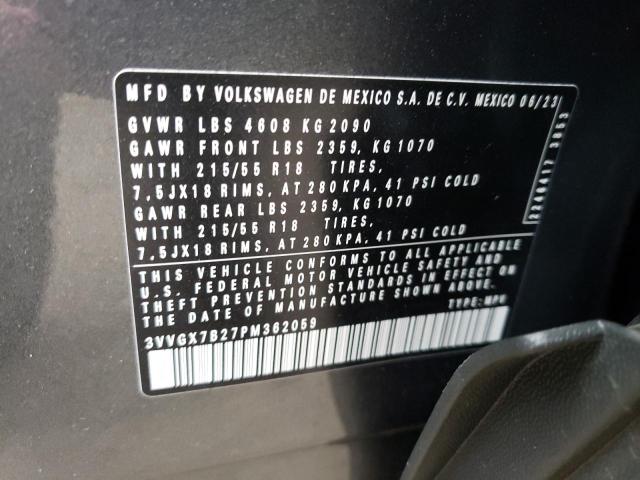 MFD BY VOLKSWAGEN DE MEXICO S.A. DE C.V. MEXICO 06/23
GVWR LBS 4608 KG 2090
GAWR FRONT LBS 2359, KG 1070
WITH 215/55 R18 TIRES,
7,5JX18 RIMS, AT 280 KPA, 41 PSI COLD
GAWR REAR LBS 2359, KG 1070
WITH 215/55 R18 TIRES,
7,5JX18 RIMS, AT 280 KPA, 41 PSI COLD
THIS VEHICLE CONFORMS TO ALL APPLICABLE
U.S. FEDERAL MOTOR VEHICLE SAFETY AND
THEFT PREVENTION STANDARDS IN EFFECT ON
THE DATE OF MANUFACTURE SHOWN ABOVE.
TYPE: MPV
3VVGX7B27PM362059
3853